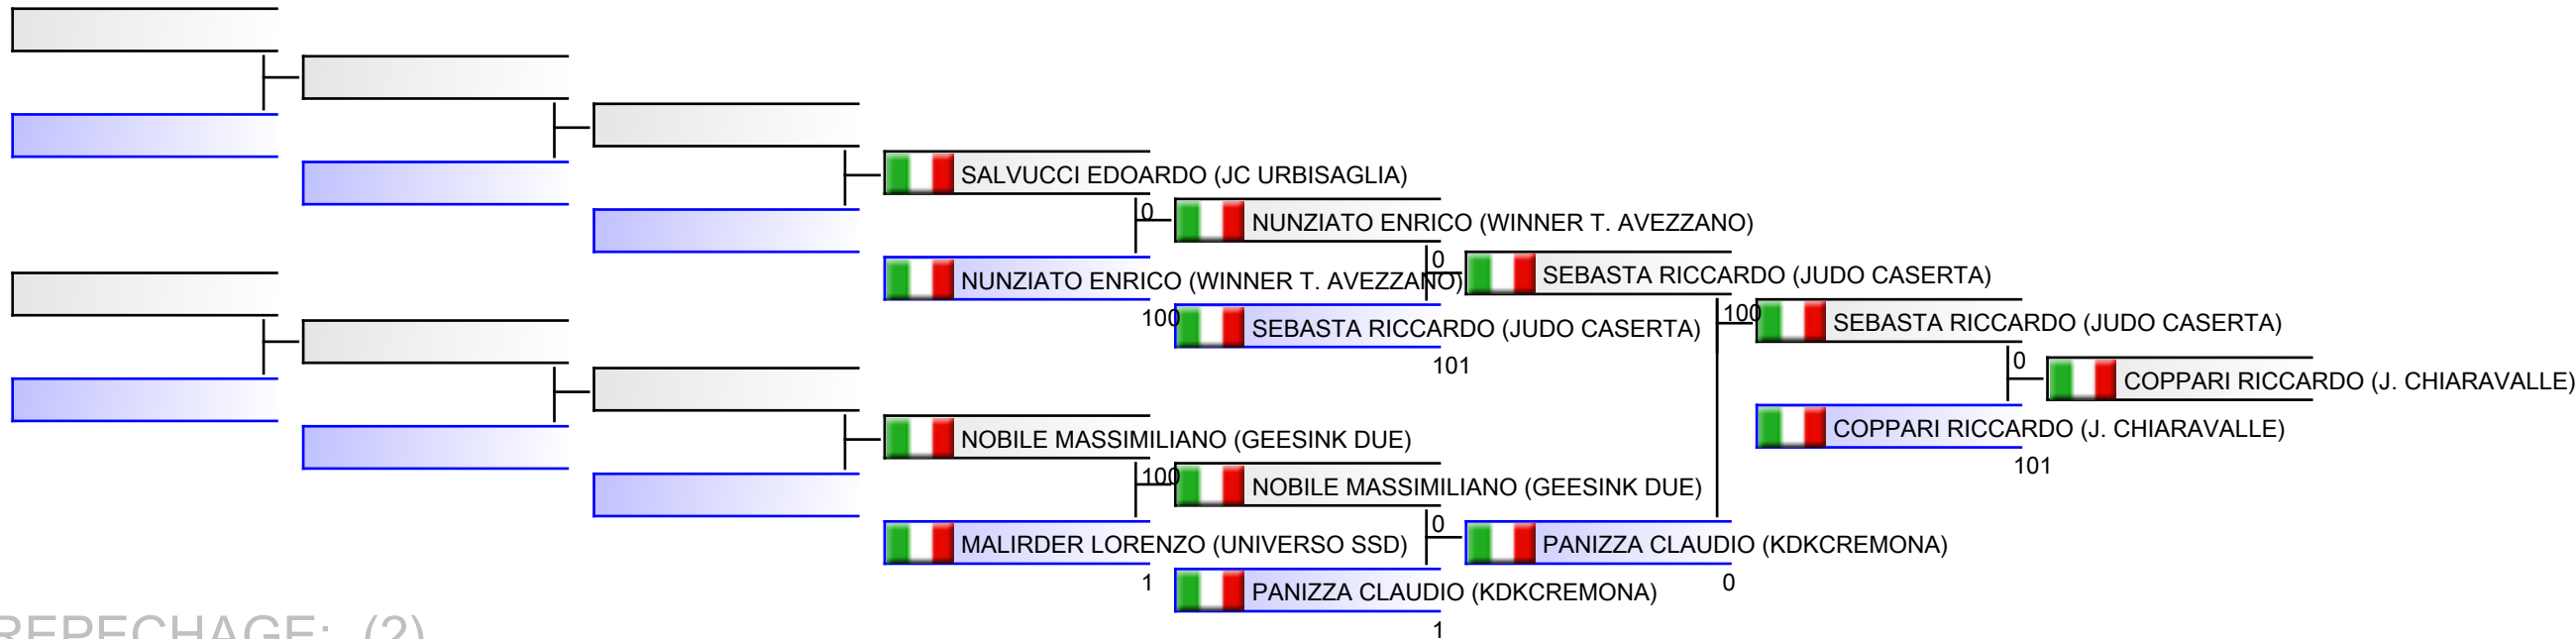 SALVUCCI EDOARDO (JC URBISAGLIA)
0
NUNZIATO ENRICO (WINNER T. AVEZZANO)
0
SEBASTA RICCARDO (JUDO CASERTA)
NUNZIATO ENRICO (WINNER T. AVEZZANO)
100
SEBASTA RICCARDO (JUDO CASERTA)
101
100
SEBASTA RICCARDO (JUDO CASERTA)
0
COPPARI RICCARDO (J. CHIARAVALLE)
COPPARI RICCARDO (J. CHIARAVALLE)
101
NOBILE MASSIMILIANO (GEESINK DUE)
100
NOBILE MASSIMILIANO (GEESINK DUE)
0
MALIRDER LORENZO (UNIVERSO SSD)
1
PANIZZA CLAUDIO (KDKCREMONA)
0
PANIZZA CLAUDIO (KDKCREMONA)
1
REPECHAGE: (2)